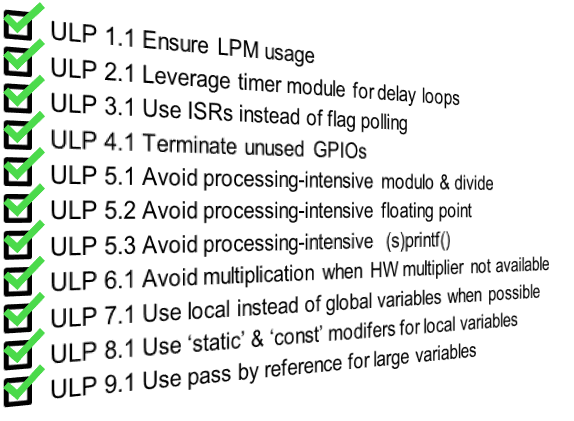 ULP 1.1 Ensure LPM usage
ULP 2.1 Leverage timer module for delay loops
ULP 3.1 Use ISRs instead of flag polling
ULP 4.1 Terminate unused GPIOs
ULP 5.1 Avoid processing-intensive modulo & divide
ULP 5.2 Avoid processing-intensive floating point
ULP 5.3 Avoid processing-intensive (s)printf()
ULP 6.1 Avoid multiplication when HW multiplier not available
ULP 7.1 Use local instead of global variables when possible
ULP 8.1 Use ‘static’ & ‘const’ modifers for local variables
ULP 9.1 Use pass by reference for large variables